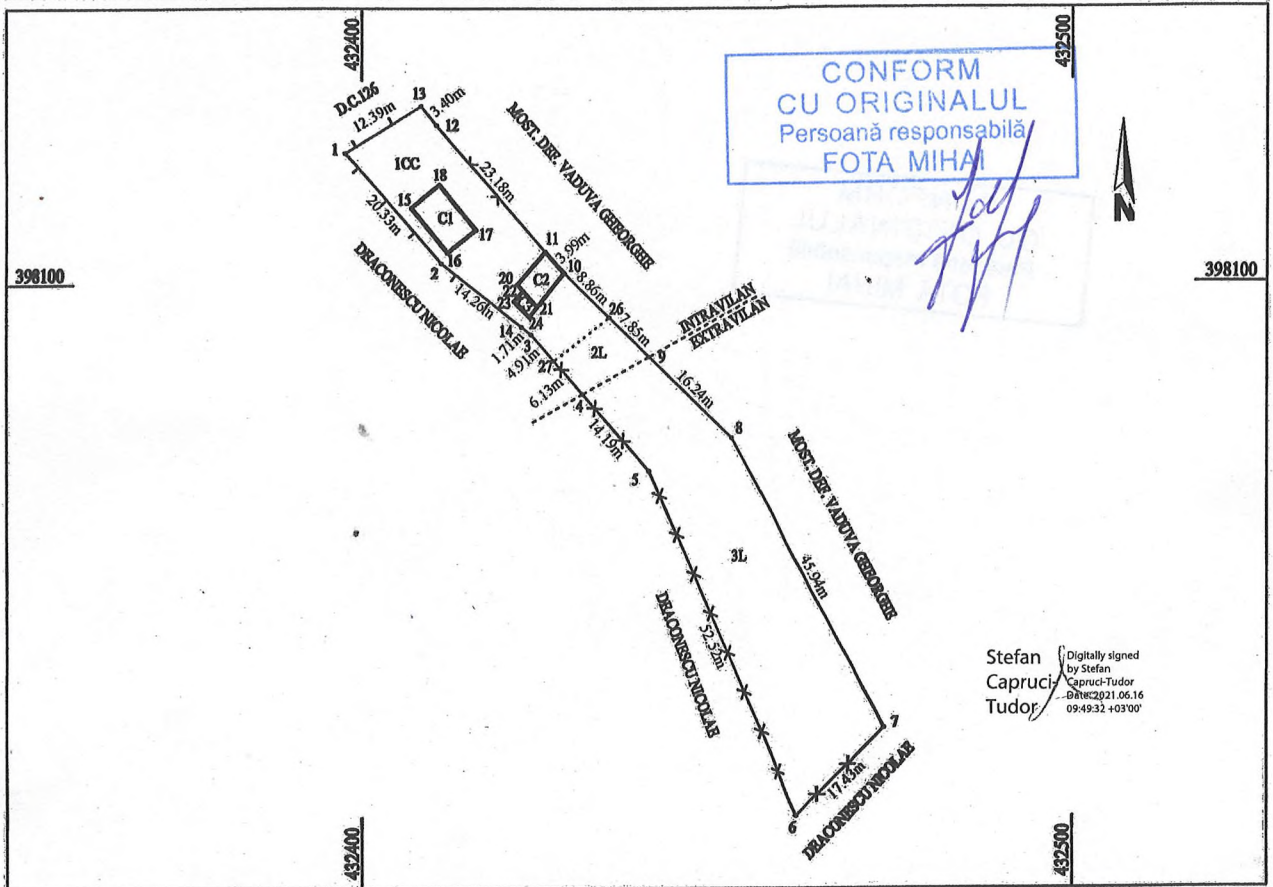 432400
432500
CONFORM
CU ORIGINALUL
Persoană responsabilă
FOTA MIHAI
N
D.C.126
12.39m
13
3.40m
12
MOST. DEF. VADUVA GHEORGHE
1
1CC
23.18m
18
15
C1
17
20.33m
16
2
11
3.99m
10
DEACONESCU NICOLAE
398100
398100
14.26m
20
C2
8.86m
23
C3
21
26
24
7.85m
INTRAVILAN
EXTRAVILAN
14
3
1.71m
4.91m
27
2L
9
6.13m
4
16.24m
14.19m
8
5
MOST. DEF. VADUVA GHEORGHE
3L
45.94m
DEACONESCU NICOLAE
52.52m
Stefan
Capruci-
Tudor
Digitally signed
by Stefan
Capruci-Tudor
Date: 2021.06.16
09:49:32 +03'00'
7
17.43m
6
DEACONESCU NICOLAE
432400
432500